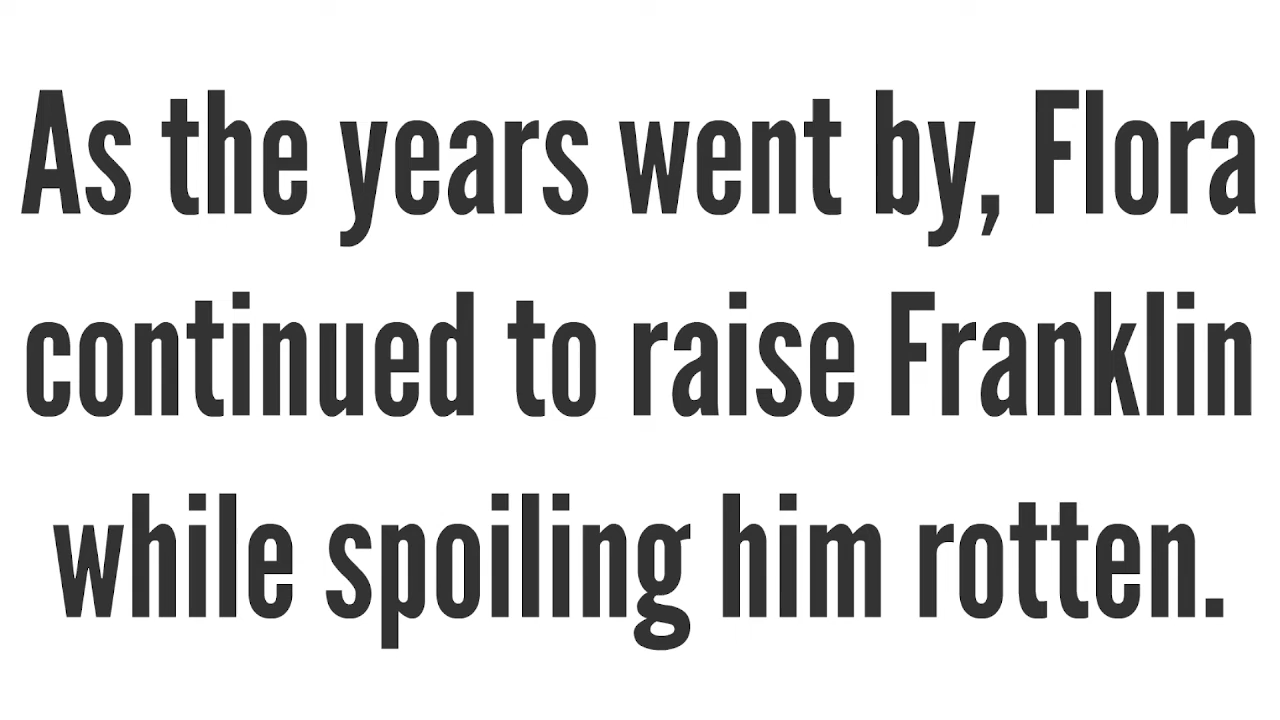 As the years went by, Flora
continued to raise Franklin
while spoiling him rotten.